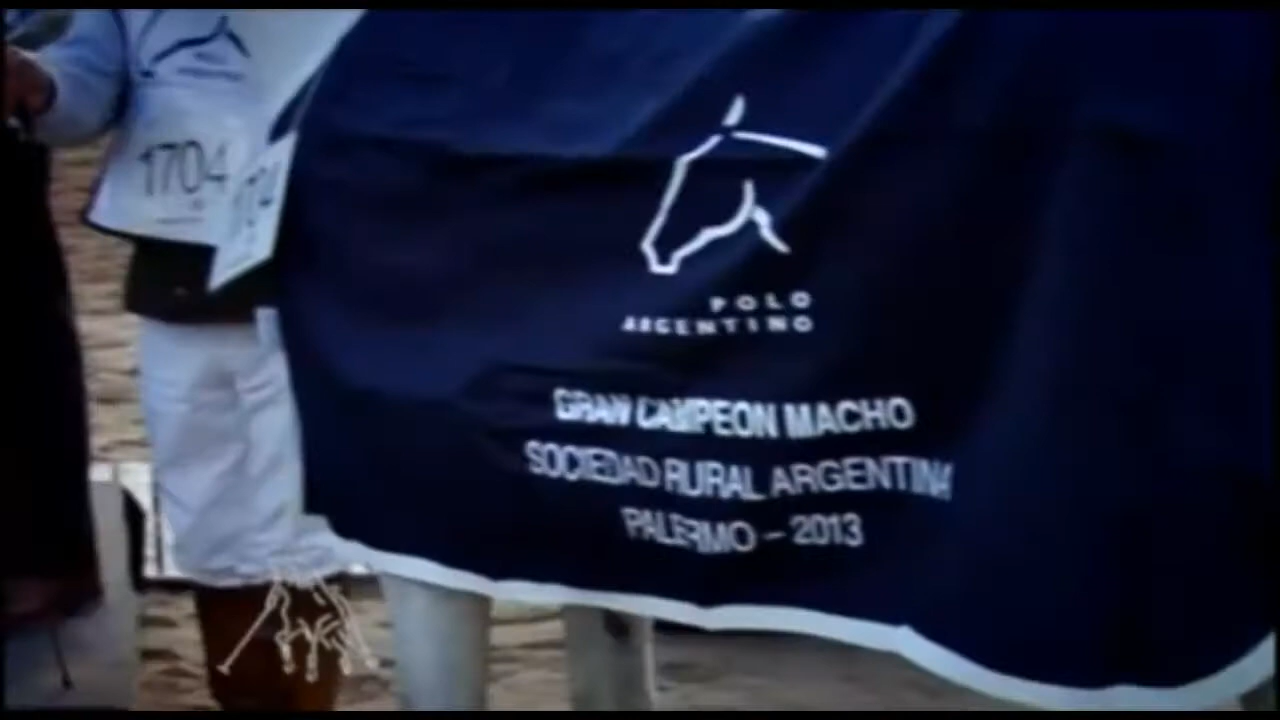 1704
POLO
ARGENTINO
GRAN CAMPEON MACHO
SOCIEDAD RURAL ARGENTINA
PALERMO - 2013